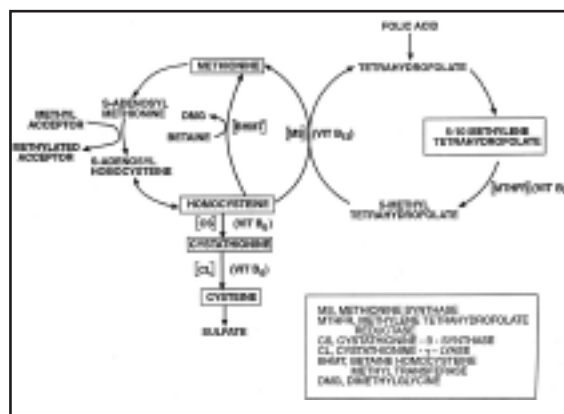 FOLIC ACID
METHIONINE
TETRAHYDROFOLATE
S-ADENOSYL
METHIONINE
METHYL
ACCEPTOR
METHYLATED ACCEPTOR
S-ADENOSYL
HOMOCYSTEINE
DMG
BETAINE
[BHMT]
[MS]
(VIT B12)
5-10 METHYLENE
TETRAHYDROFOLATE
[MTHFR]
(VIT
HOMOCYSTEINE
5-METHYL
TETRAHYDROFOLATE
[CS]
(VIT B6)
CYSTATHIONINE
[CL]
(VIT B6)
CYSTEINE
SULFATE
MS, METHIONINE SYNTHASE
MTHFR, METHYLENE TETRAHYDROFOLATE
REDUCTASE
CS, CYSTATHIONINE - β - SYNTHASE
CL, CYSTATHIONINE - γ - LYASE
BHMT, BETAINE HOMOCYSTEINE
METHYL TRANSFERASE
DMG, DIMETHYLGLYCINE